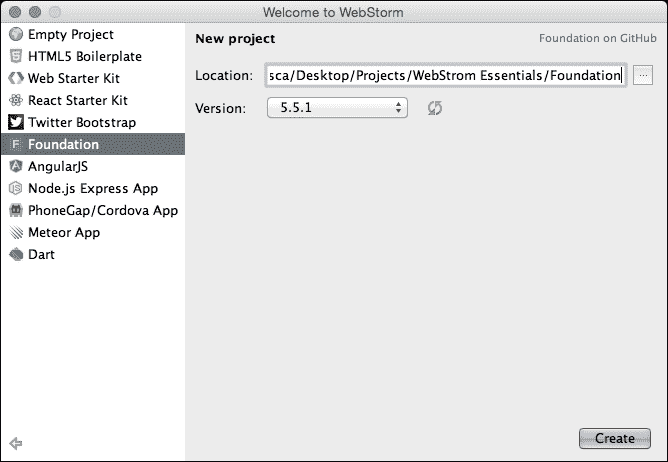 Welcome to WebStorm
Empty Project
HTML5 Boilerplate
Web Starter Kit
React Starter Kit
Twitter Bootstrap
F Foundation
AngularJS
Node.js Express App
PhoneGap/Cordova App
Meteor App
Dart
New project
Foundation on GitHub
Location: sca/Desktop/Projects/WebStrom Essentials/Foundation ...
Version: 5.5.1
Create